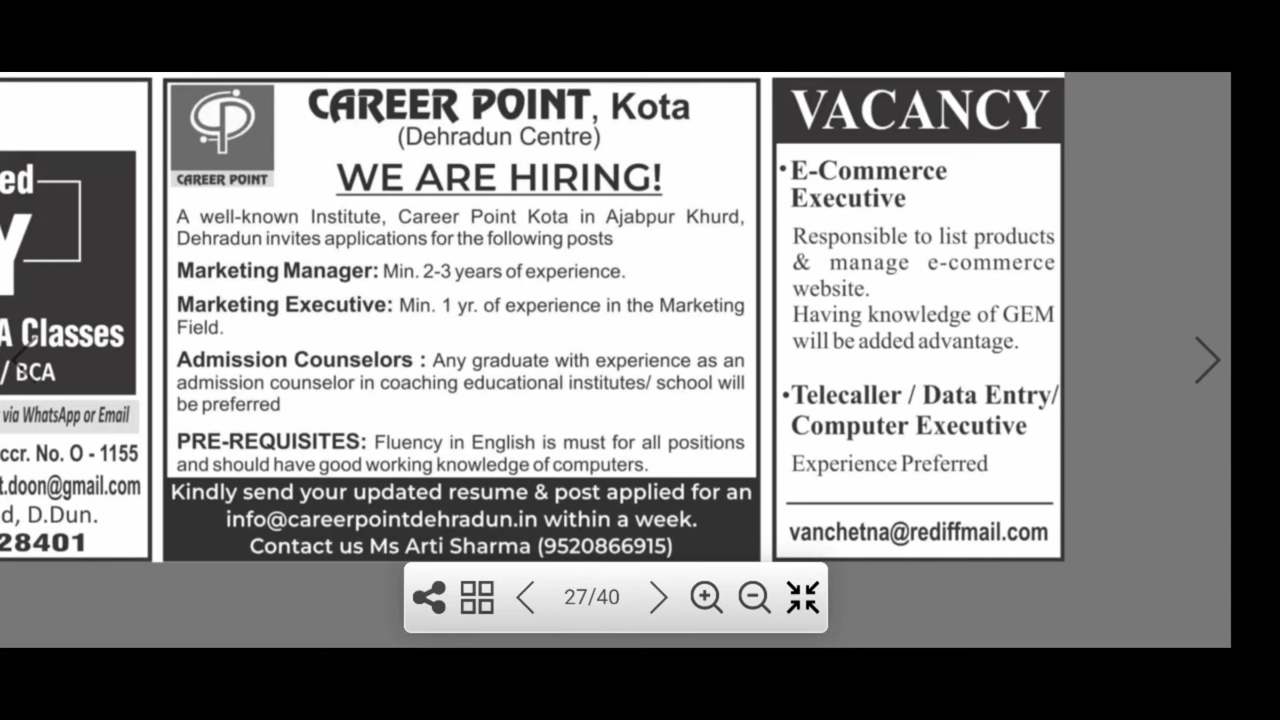 ed
Y
A Classes
/ BCA
via WhatsApp or Email
ccr. No. O - 1155
t.doon@gmail.com
d, D.Dun.
28401
CAREER POINT
CAREER POINT, Kota
(Dehradun Centre)
WE ARE HIRING!
A well-known Institute, Career Point Kota in Ajabpur Khurd,
Dehradun invites applications for the following posts
Marketing Manager: Min. 2-3 years of experience.
Marketing Executive: Min. 1 yr. of experience in the Marketing
Field.
Admission Counselors : Any graduate with experience as an
admission counselor in coaching educational institutes/ school will
be preferred
PRE-REQUISITES: Fluency in English is must for all positions
and should have good working knowledge of computers.
Kindly send your updated resume & post applied for an
info@careerpointdehradun.in within a week.
Contact us Ms Arti Sharma (9520866915)
VACANCY
•E-Commerce
Executive
Responsible to list products
& manage e-commerce
website.
Having knowledge of GEM
will be added advantage.
•Telecaller / Data Entry/
Computer Executive
Experience Preferred
vanchetna@rediffmail.com
27/40